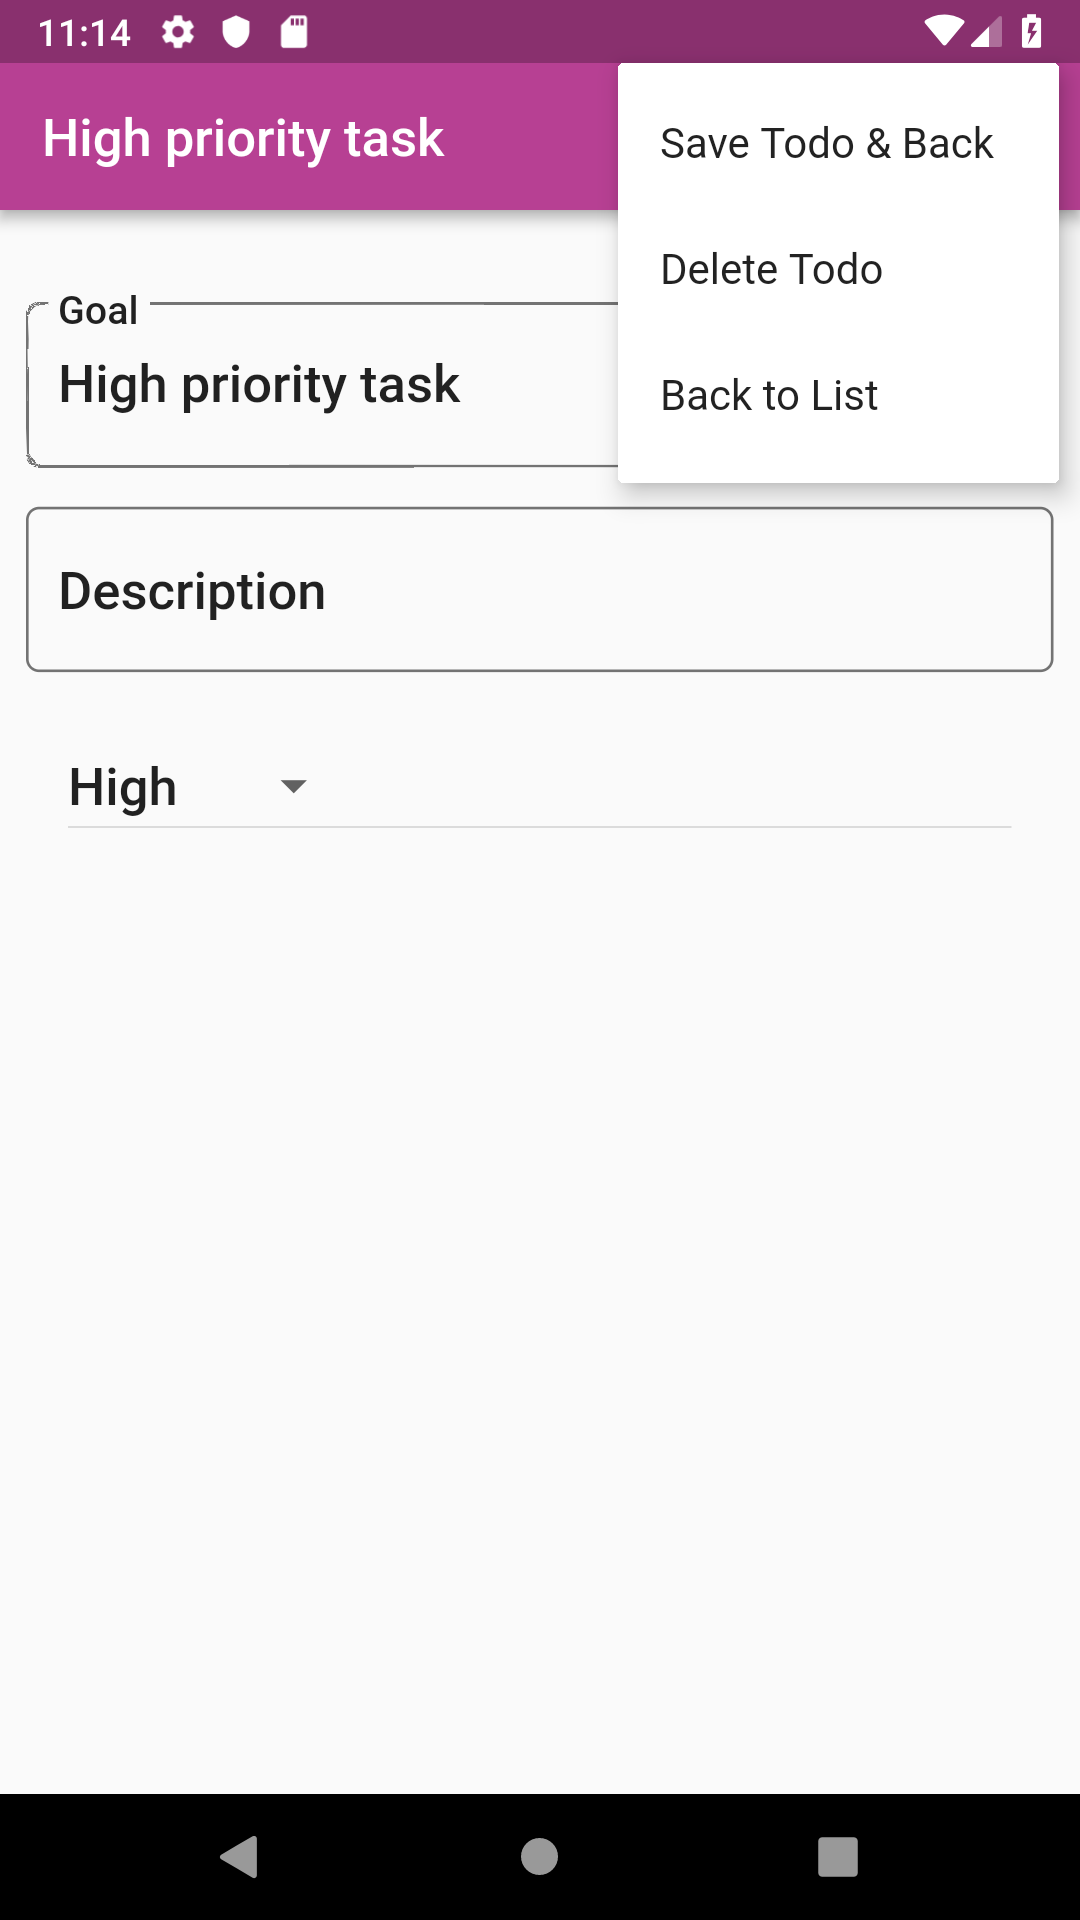 11:14
High priority task
Save Todo & Back
Delete Todo
Back to List
Goal
High priority task
Description
High